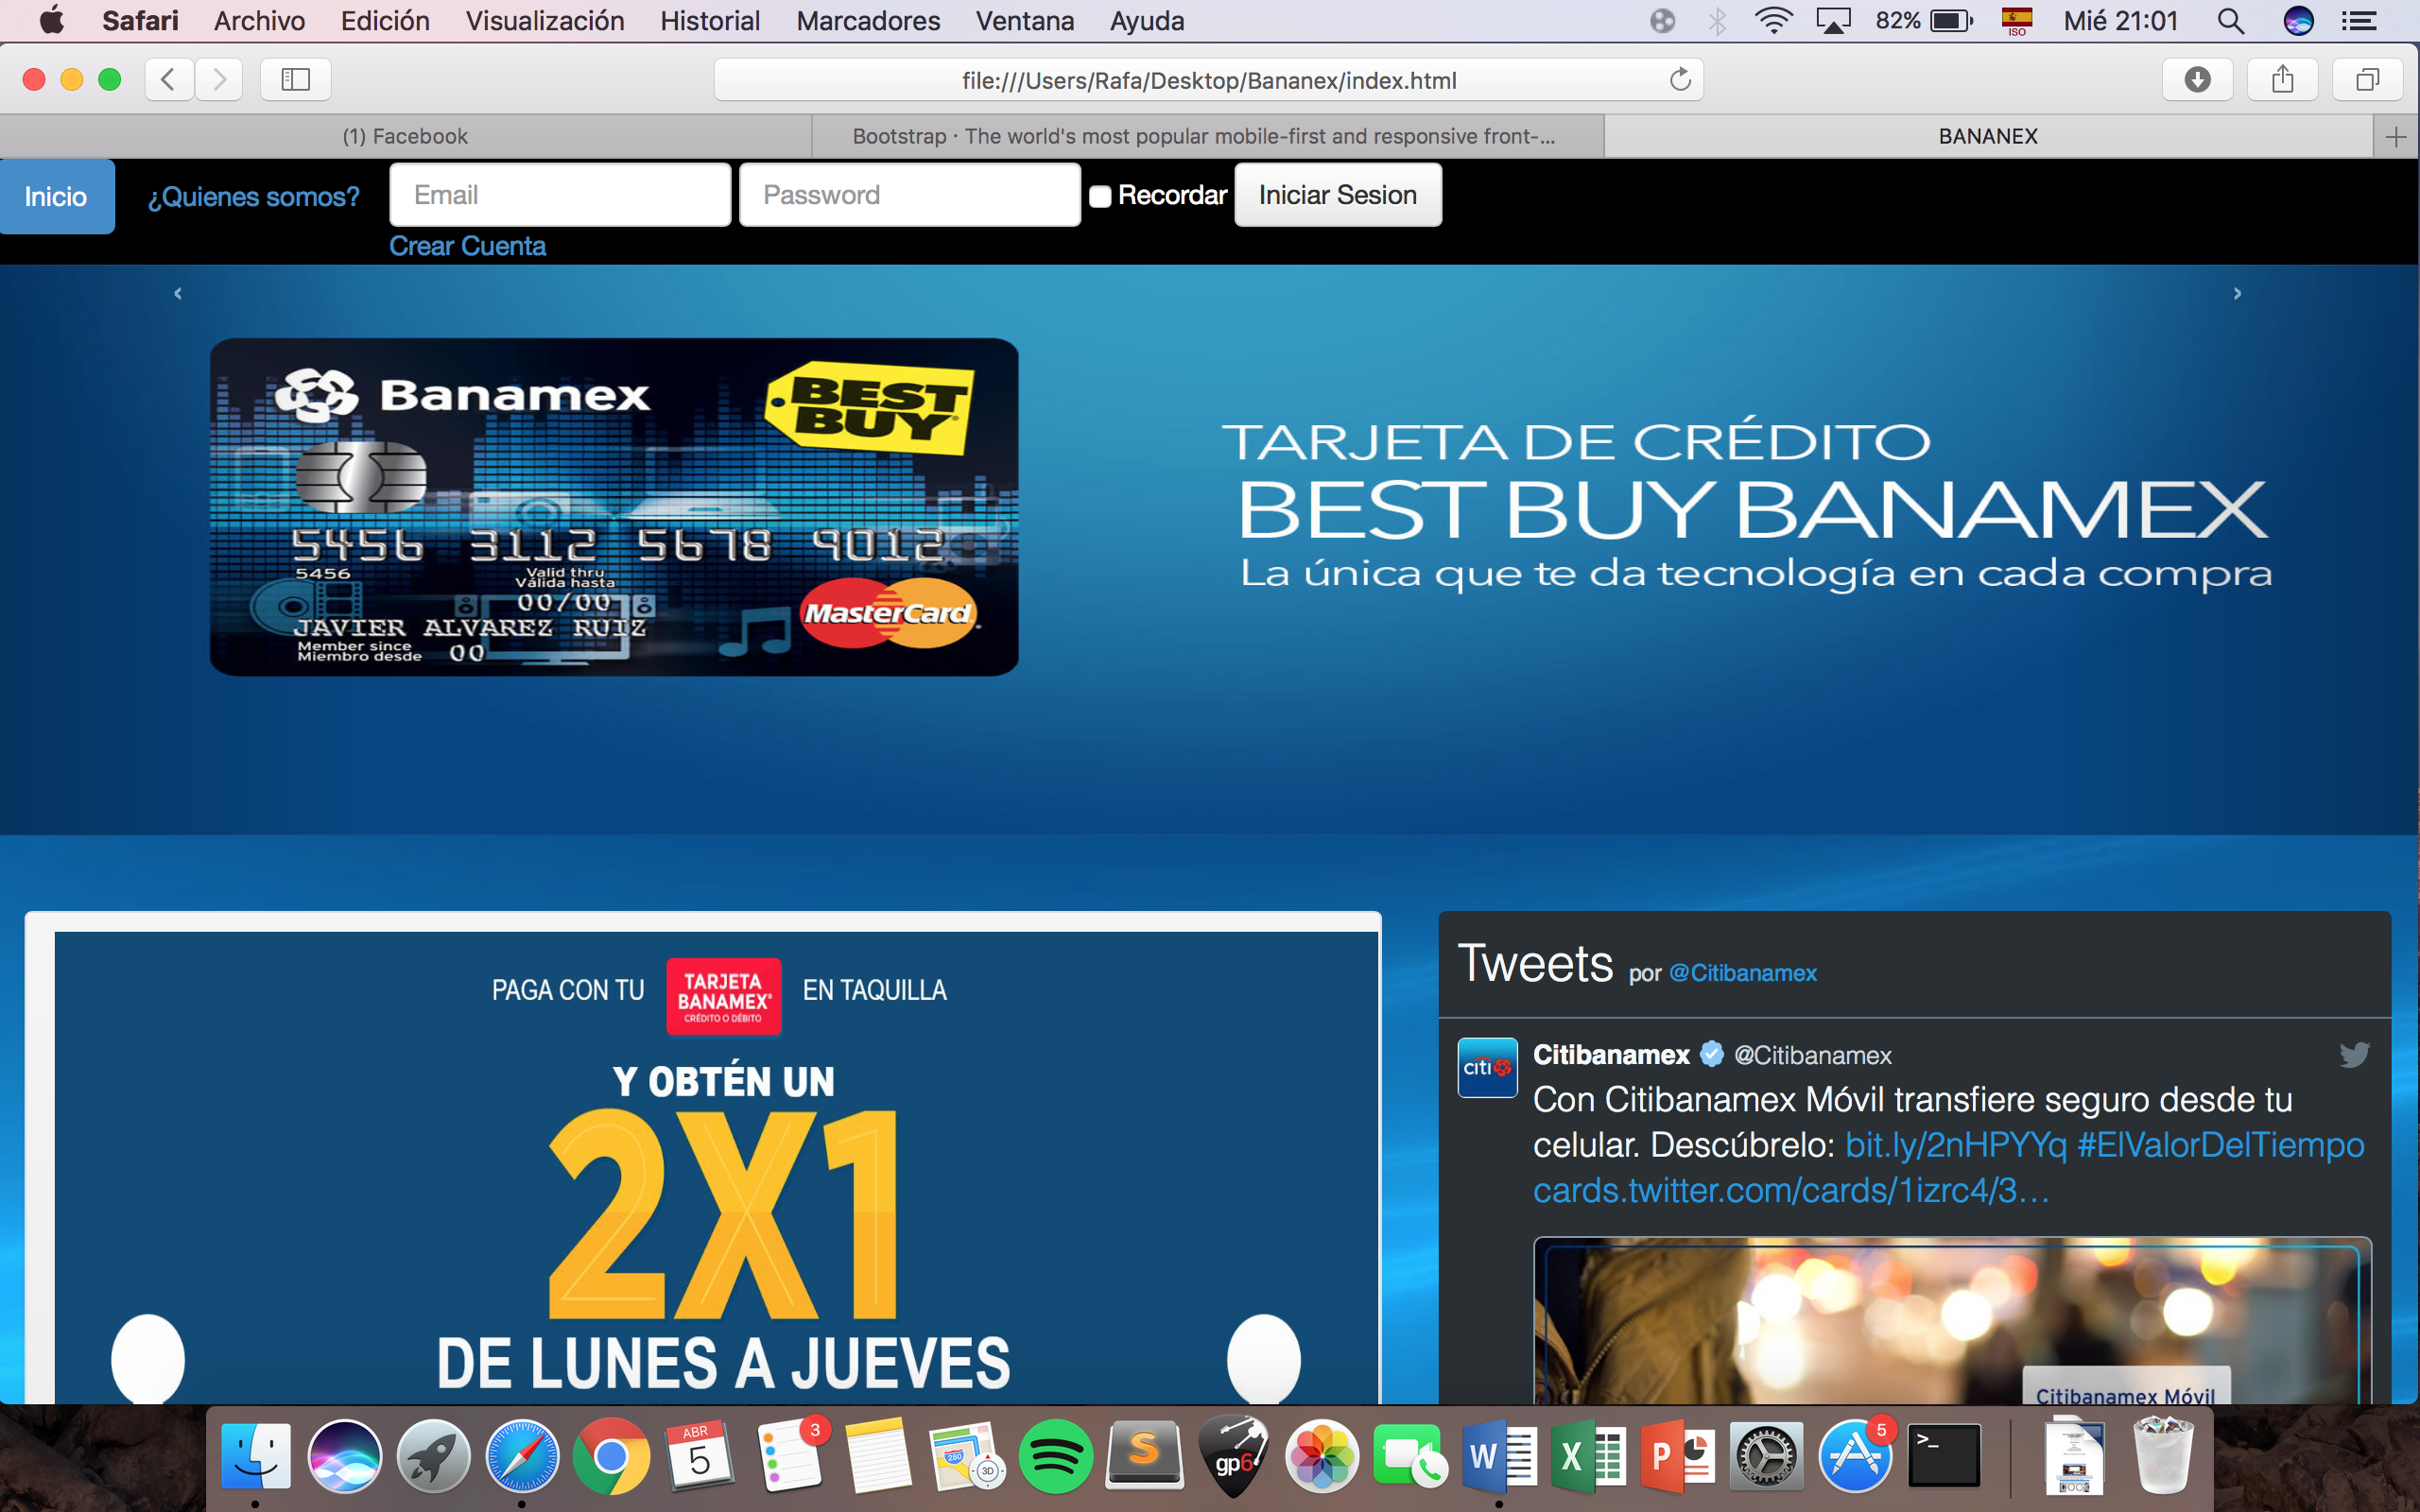 Safari Archivo Edición Visualización Historial Marcadores Ventana Ayuda 82% ISO Mié 21:01
file:///Users/Rafa/Desktop/Bananex/index.html
(1) Facebook Bootstrap · The world's most popular mobile-first and responsive front-... BANANEX
Inicio ¿Quienes somos? Email Password Recordar Iniciar Sesion
Crear Cuenta
Banamex
BEST
BUY
5456 3112 5678 9012
5456
Valid thru
Válida hasta
00/00
JAVIER ALVAREZ RUIZ
Member since
Miembro desde 00
MasterCard
TARJETA DE CRÉDITO
BEST BUY BANAMEX
La única que te da tecnología en cada compra
PAGA CON TU TARJETA BANAMEX® CRÉDITO O DÉBITO EN TAQUILLA
Y OBTÉN UN
2X1
DE LUNES A JUEVES
Tweets por @Citibanamex
citi
Citibanamex @Citibanamex
Con Citibanamex Móvil transfiere seguro desde tu
celular. Descúbrelo: bit.ly/2nHPYYq #ElValorDelTiempo
cards.twitter.com/cards/1izrc4/3…
Citibanamex Móvil
ABR
5
3
280
3D
S
gp6
W
X
P
5
>_
DOCX